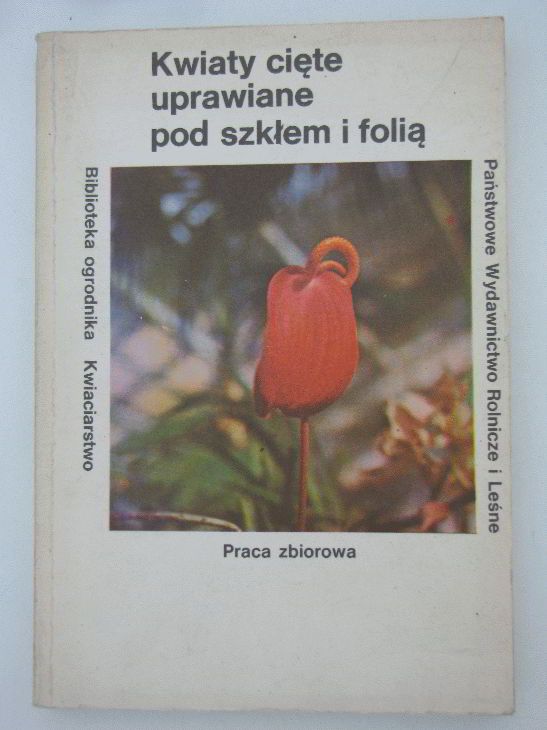 Kwiaty cięte
uprawiane
pod szkłem i folią
Biblioteka ogrodnika Kwiaciarstwo
Państwowe Wydawnictwo Rolnicze i Leśne
Praca zbiorowa